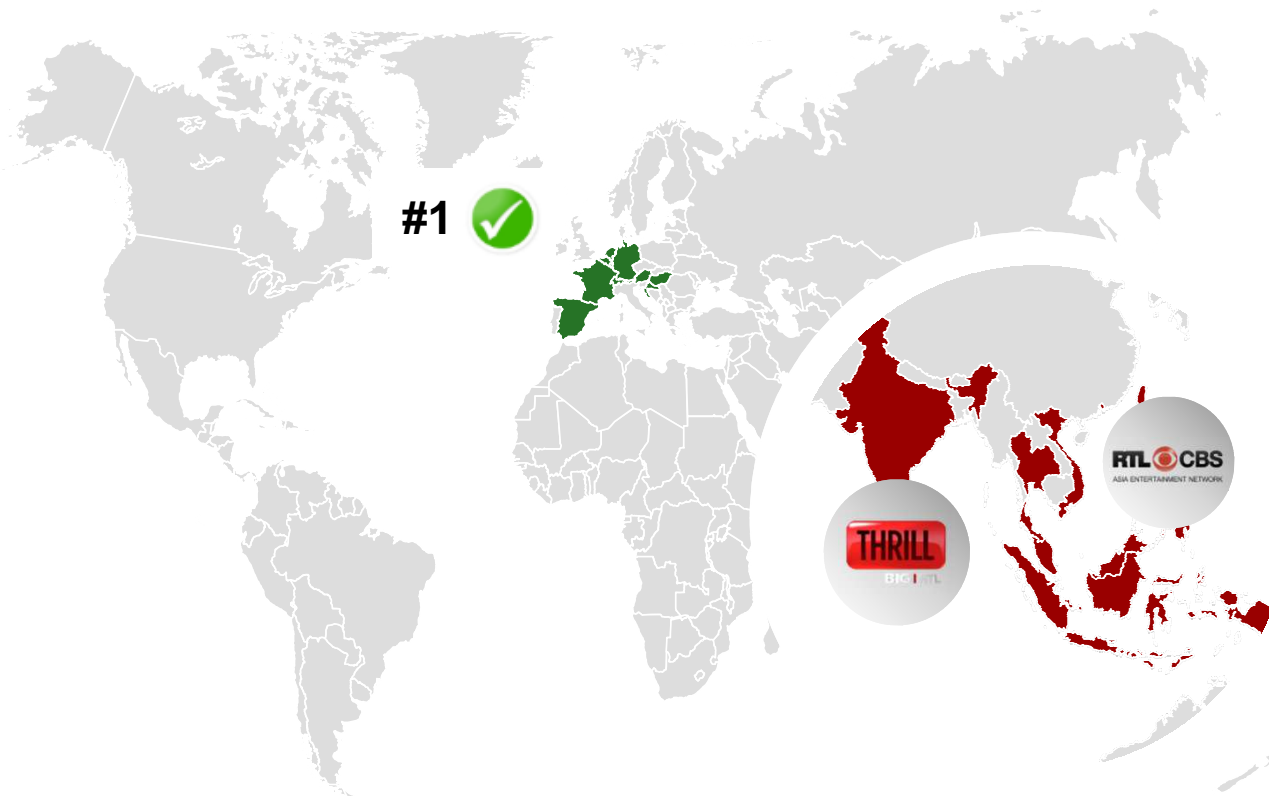 #1
RTL CBS
ASIA ENTERTAINMENT NETWORK
THRILL
BIG RTL